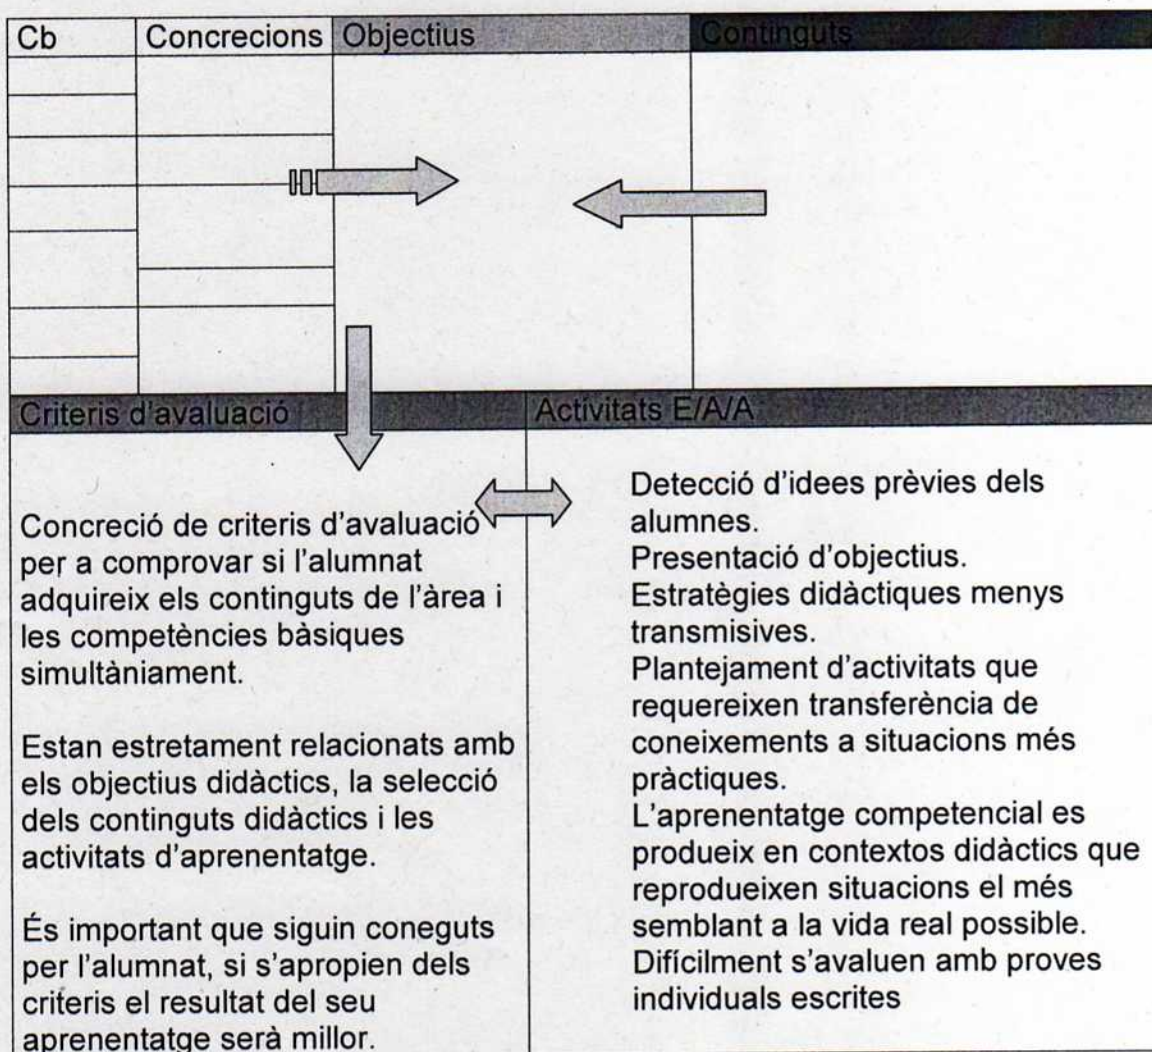 Cb Concrecions Objectius Continguts
Criteris d'avaluació Activitats E/A/A
Concreció de criteris d'avaluació
per a comprovar si l'alumnat
adquireix els continguts de l'àrea i
les competències bàsiques
simultàniament.
Estan estretament relacionats amb
els objectius didàctics, la selecció
dels continguts didàctics i les
activitats d'aprenentatge.
És important que siguin coneguts
per l'alumnat, si s'apropien dels
criteris el resultat del seu
aprenentatge serà millor.
Detecció d'idees prèvies dels
alumnes.
Presentació d'objectius.
Estratègies didàctiques menys
transmisives.
Plantejament d'activitats que
requereixen transferència de
coneixements a situacions més
pràctiques.
L'aprenentatge competencial es
produeix en contextos didàctics que
reprodueixen situacions el més
semblant a la vida real possible.
Difícilment s'avaluen amb proves
individuals escrites